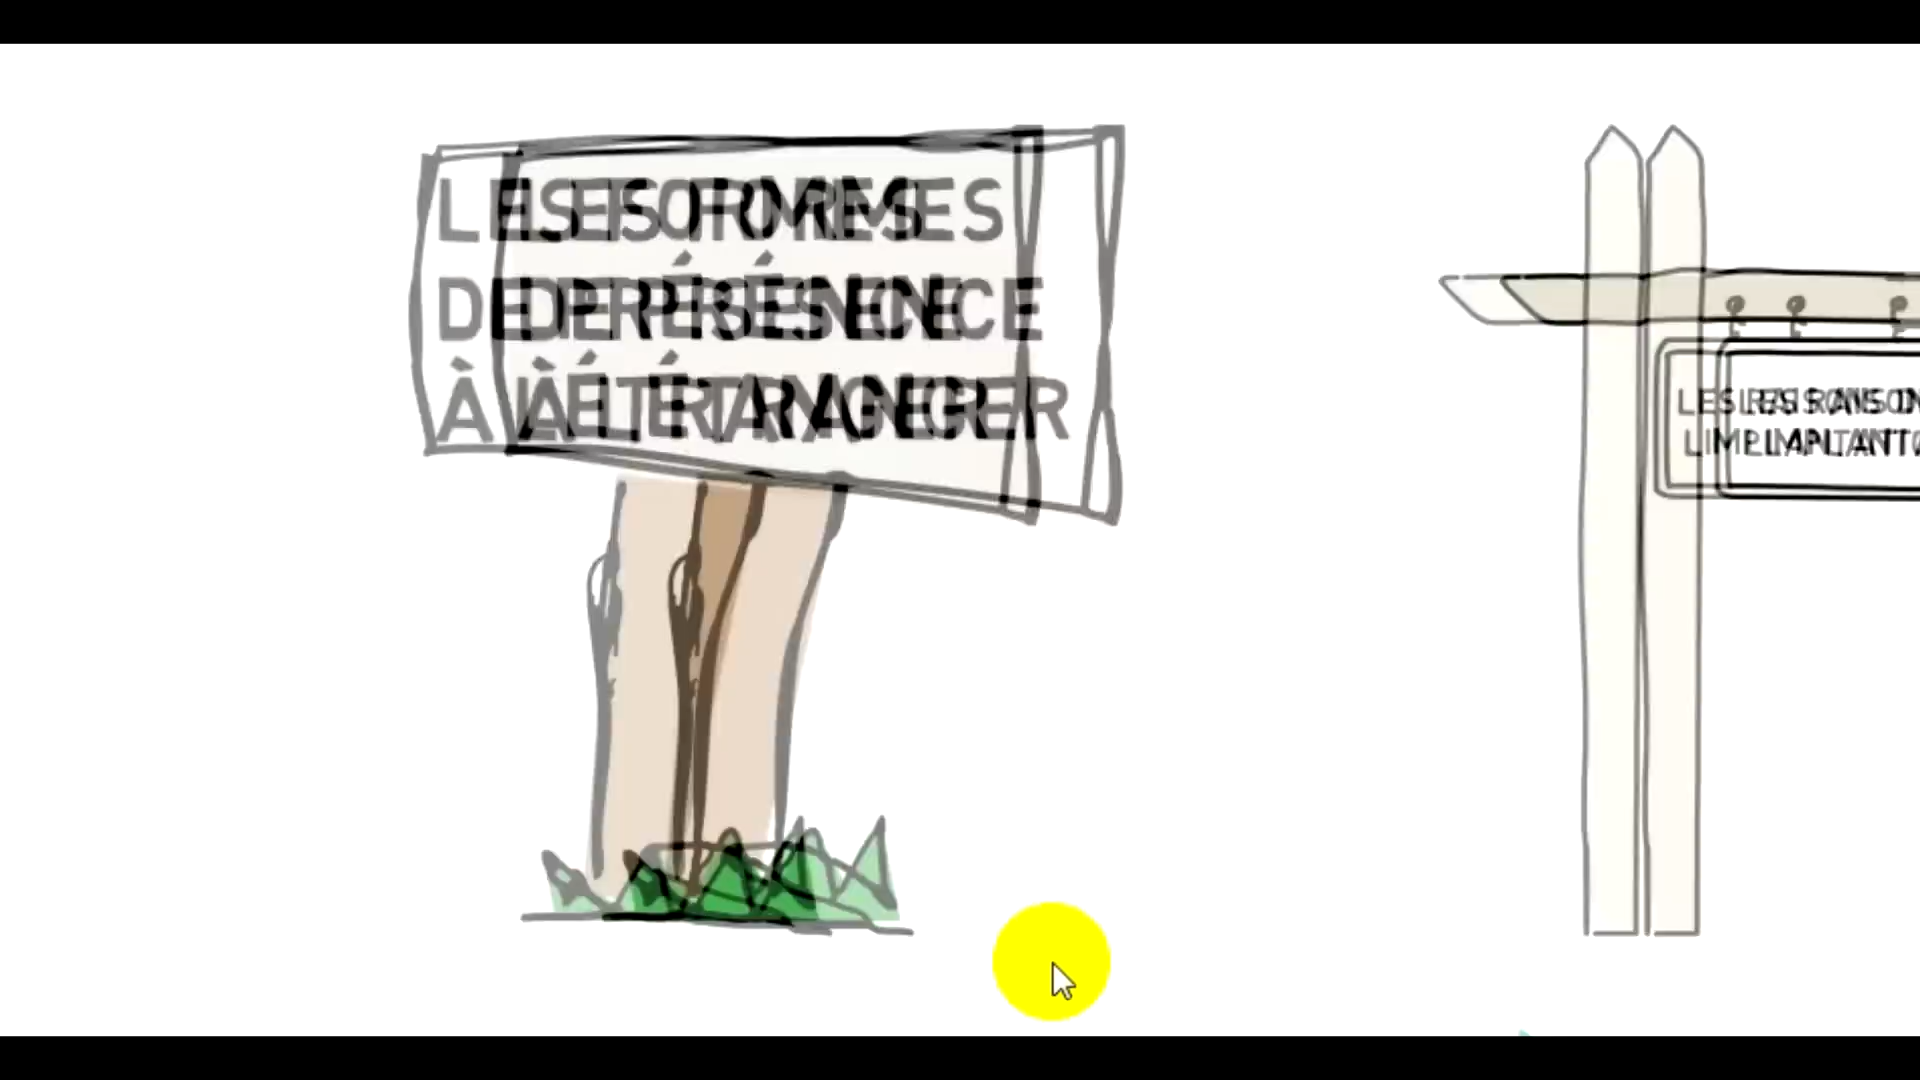 LES FORMES
DE PRÉSENCE
À L'ÉTRANGER
LES RAISONS